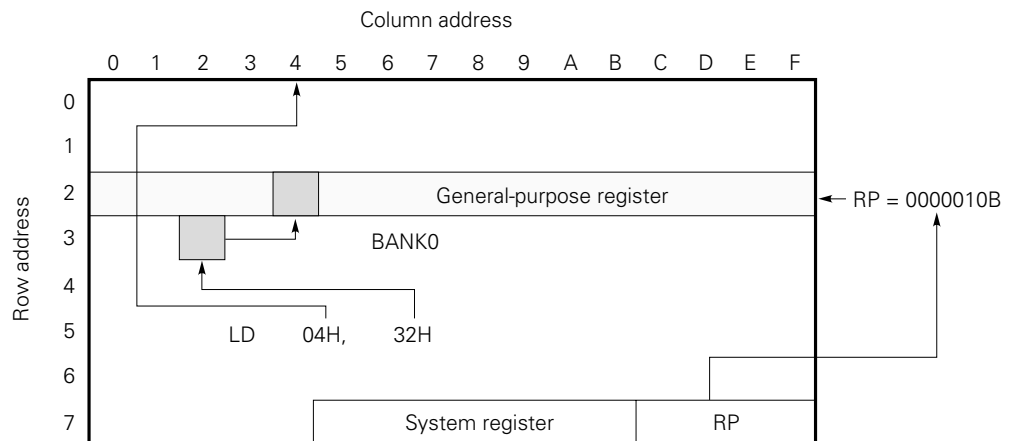 Column address
0 1 2 3 4 5 6 7 8 9 A B C D E F
0
1
2 General-purpose register RP = 0000010B
3 BANK0
4
5 LD 04H, 32H
6
7 System register RP
Row address